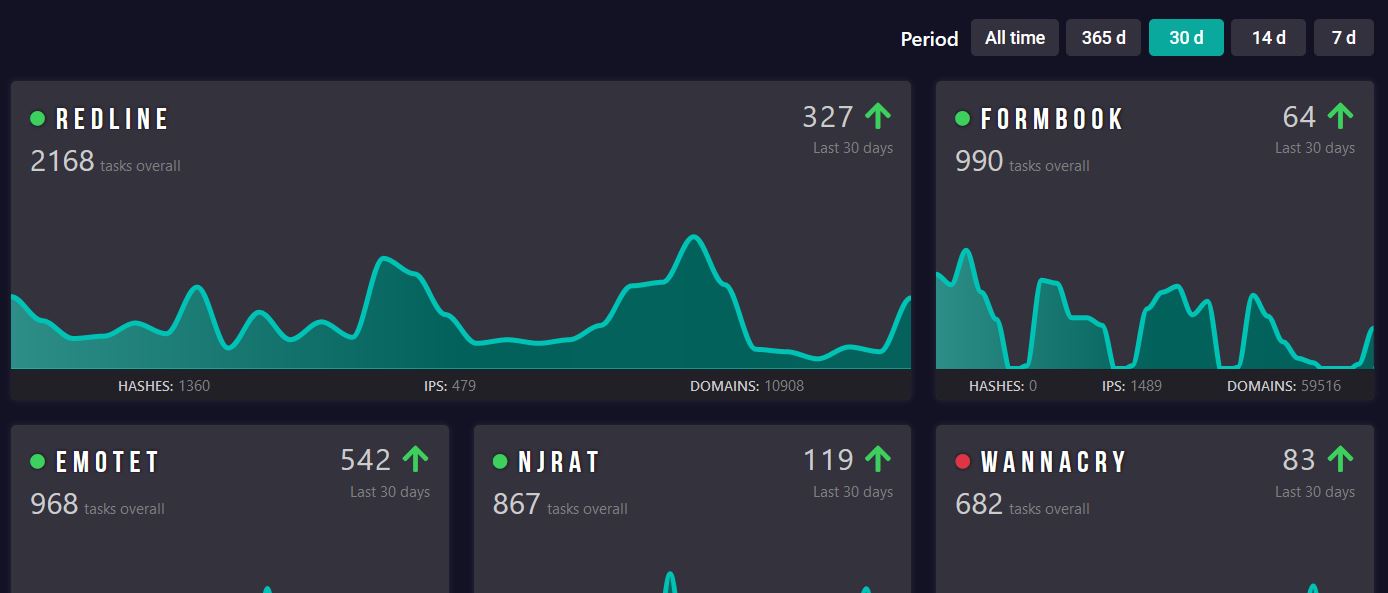 Period All time 365 d 30 d 14 d 7 d
REDLINE 327
Last 30 days
2168 tasks overall
HASHES: 1360 IPS: 479 DOMAINS: 10908
FORMBOOK 64
Last 30 days
990 tasks overall
HASHES: 0 IPS: 1489 DOMAINS: 59516
EMOTET 542
Last 30 days
968 tasks overall
NJRAT 119
Last 30 days
867 tasks overall
WANNACRY 83
Last 30 days
682 tasks overall